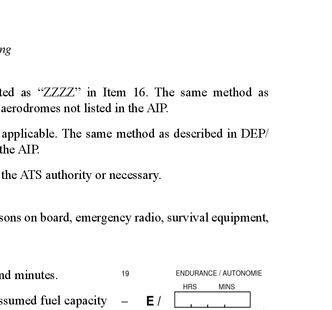 ted as “ZZZZ” in Item 16. The same method as
aerodromes not listed in the AIP.
applicable. The same method as described in DEP/
the AIP.
the ATS authority or necessary.
sons on board, emergency radio, survival equipment,
nd minutes.
19 ENDURANCE / AUTONOMIE
HRS MINS
ssumed fuel capacity – E /